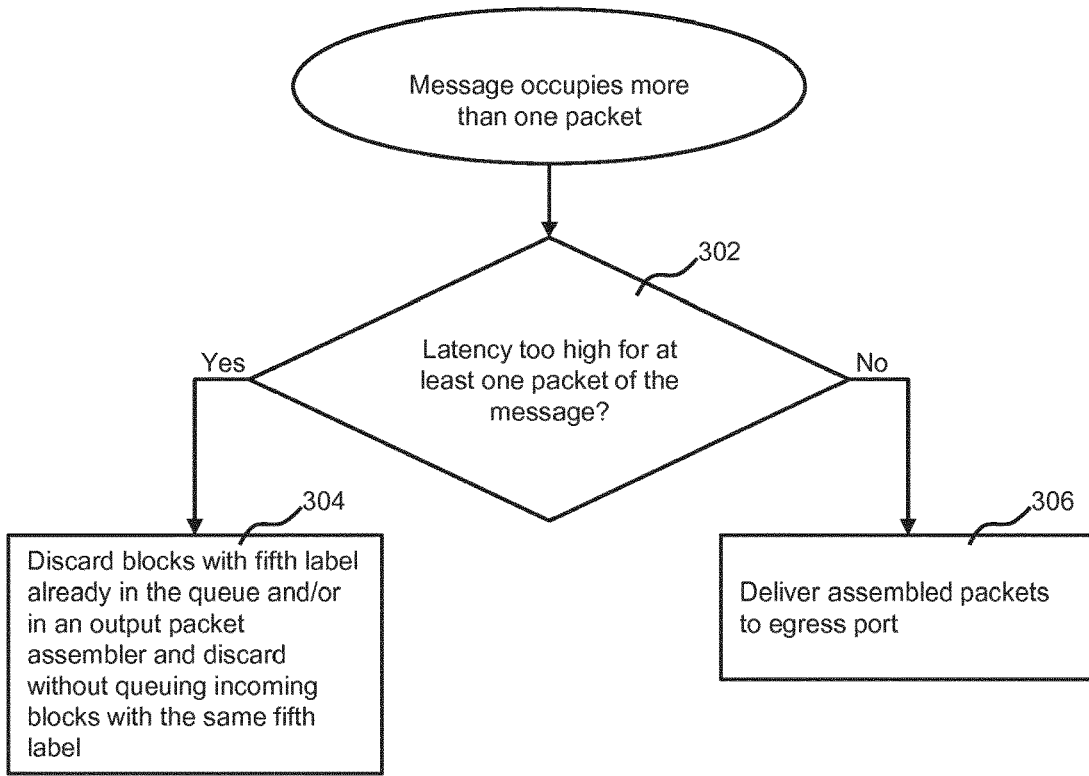 Message occupies more
than one packet
302
Latency too high for at
least one packet of the
message?
Yes
No
304
Discard blocks with fifth label
already in the queue and/or
in an output packet
assembler and discard
without queuing incoming
blocks with the same fifth
label
306
Deliver assembled packets
to egress port